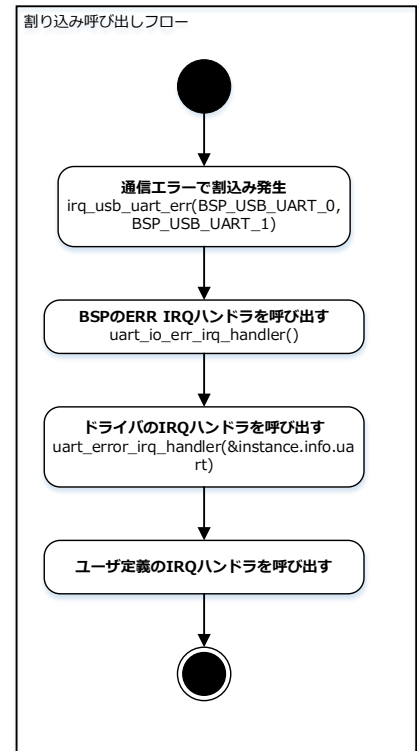 割り込み呼び出しフロー
通信エラーで割込み発生
irq_usb_uart_err(BSP_USB_UART_0,
BSP_USB_UART_1)
BSPのERR IRQハンドラを呼び出す
uart_io_err_irq_handler()
ドライバのIRQハンドラを呼び出す
uart_error_irq_handler(&instance.info.ua
rt)
ユーザ定義のIRQハンドラを呼び出す